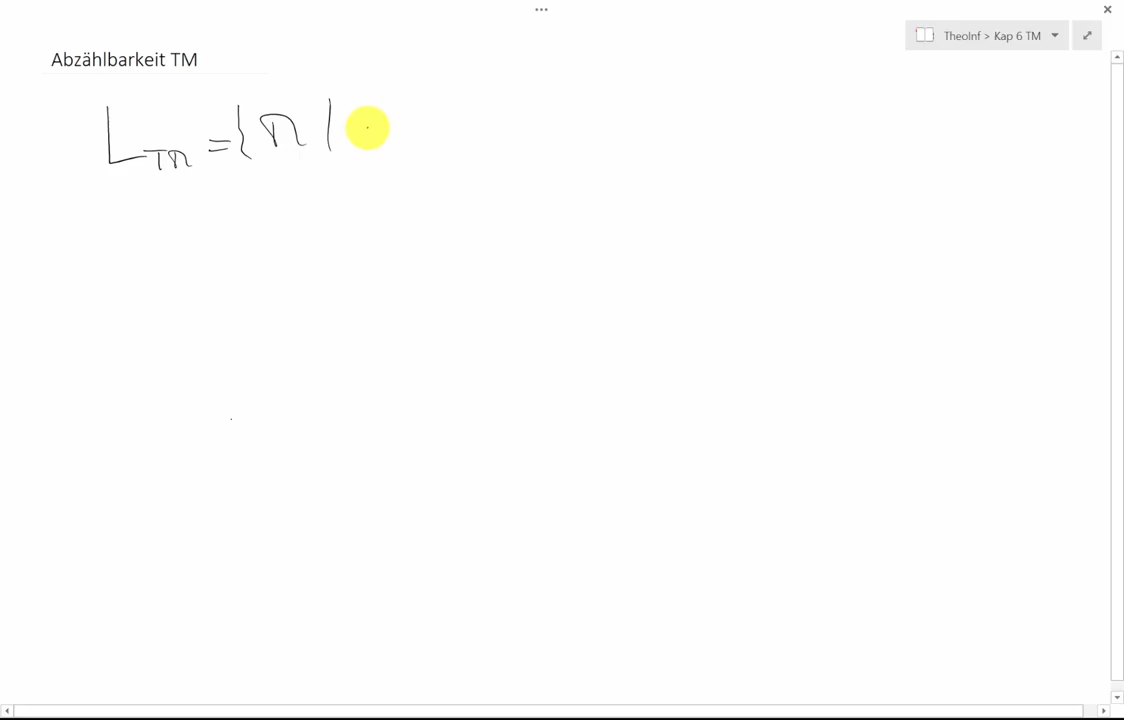 TheoInf > Kap 6 TM
Abzählbarkeit TM
L_TM = { M |